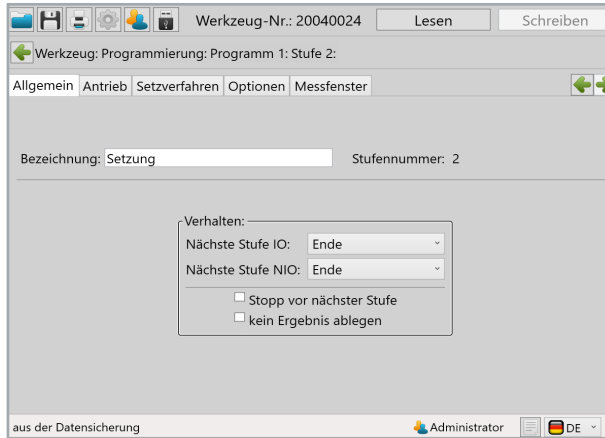 Werkzeug-Nr.: 20040024 Lesen Schreiben
Werkzeug: Programmierung: Programm 1: Stufe 2:
Allgemein Antrieb Setzverfahren Optionen Messfenster
Bezeichnung: Setzung Stufennummer: 2
Verhalten:
Nächste Stufe IO: Ende
Nächste Stufe NIO: Ende
Stopp vor nächster Stufe
kein Ergebnis ablegen
aus der Datensicherung Administrator DE